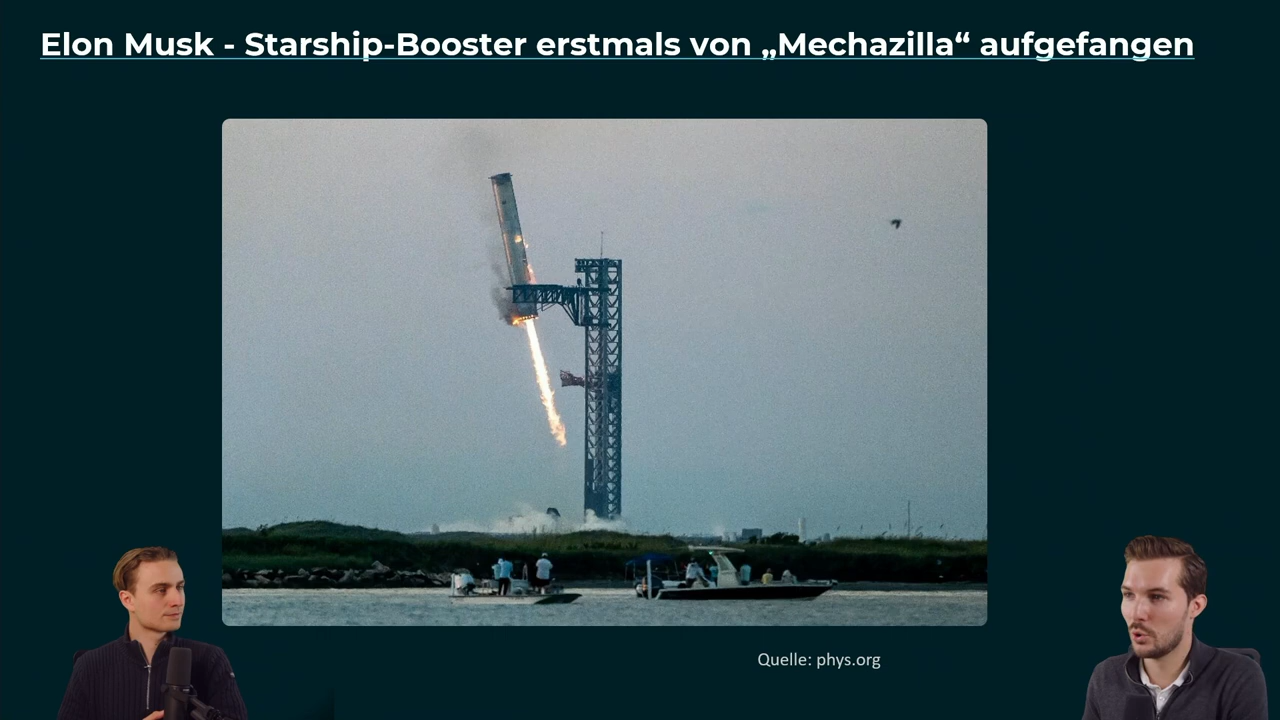 Elon Musk - Starship-Booster erstmals von „Mechazilla“ aufgefangen
Quelle: phys.org